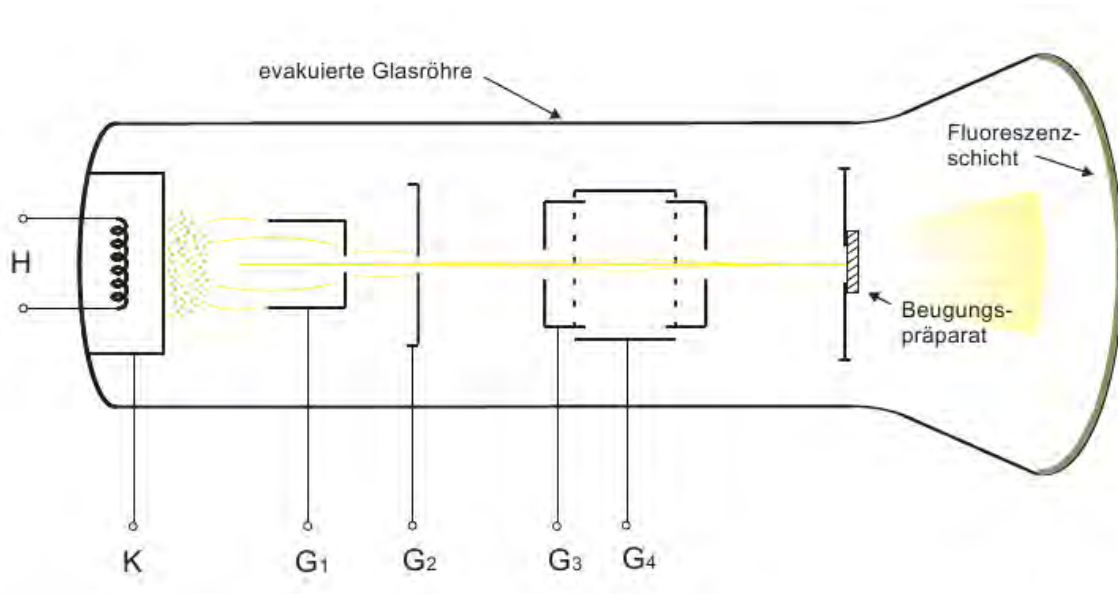 evakuierte Glasröhre
Fluoreszenz-
schicht
H
Beugungs-
präparat
K
G1
G2
G3
G4